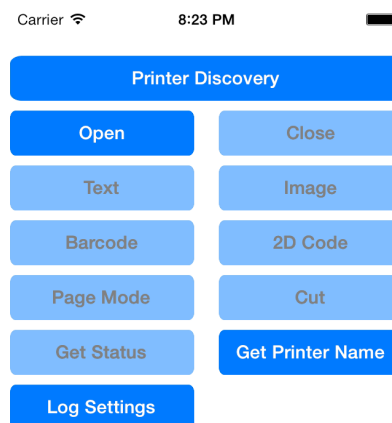 Carrier 8:23 PM
Printer Discovery
Open Close
Text Image
Barcode 2D Code
Page Mode Cut
Get Status Get Printer Name
Log Settings